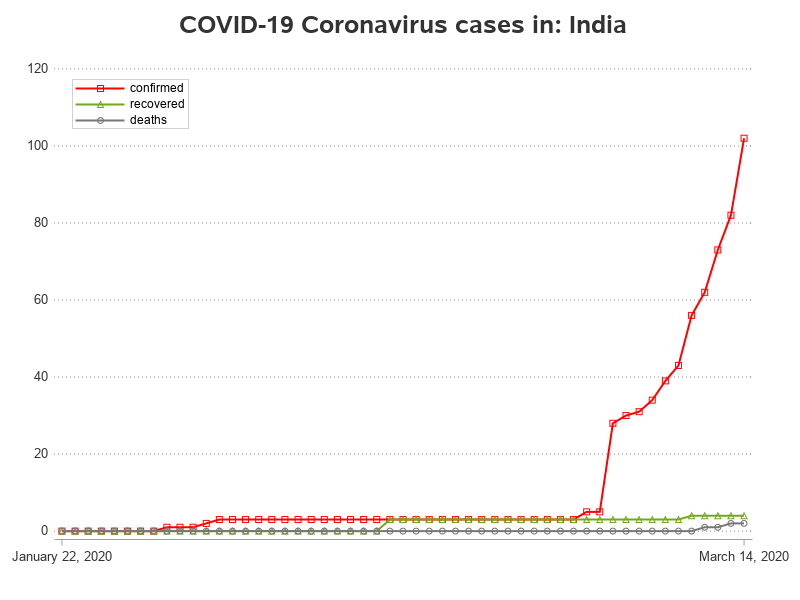 COVID-19 Coronavirus cases in: India
120
confirmed
recovered
deaths
100
80
60
40
20
0
January 22, 2020
March 14, 2020